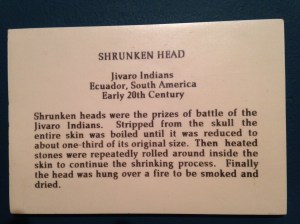 SHRUNKEN HEAD
Jivaro Indians
Ecuador, South America
Early 20th Century
Shrunken heads were the prizes of battle of the
Jivaro Indians. Stripped from the skull the
entire skin was boiled until it was reduced to
about one-third of its original size. Then heated
stones were repeatedly rolled around inside the
skin to continue the shrinking process. Finally
the head was hung over a fire to be smoked and
dried.